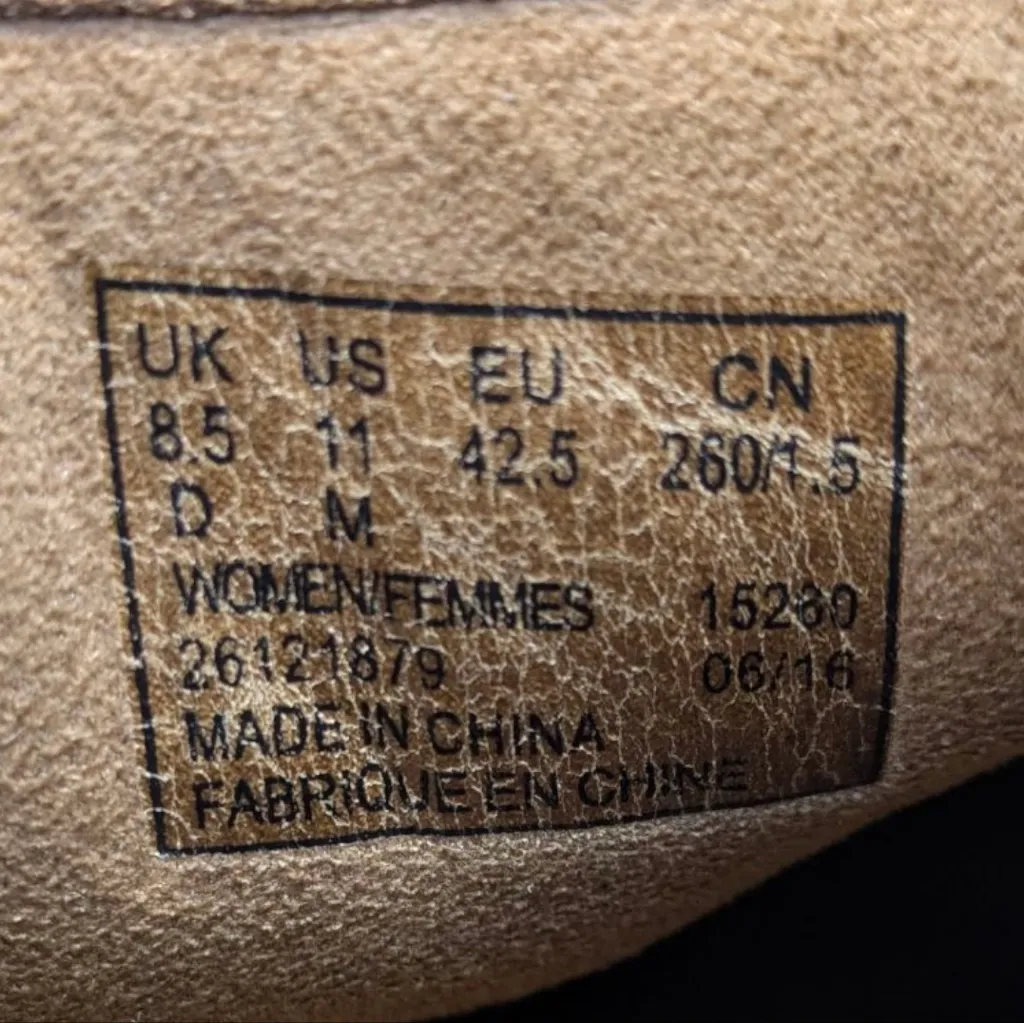 UK US EU CN
8.5 11 42.5 260/1.5
D M
WOMEN/FEMMES 15260
26121879 06/16
MADE IN CHINA
FABRIQUE EN CHINE